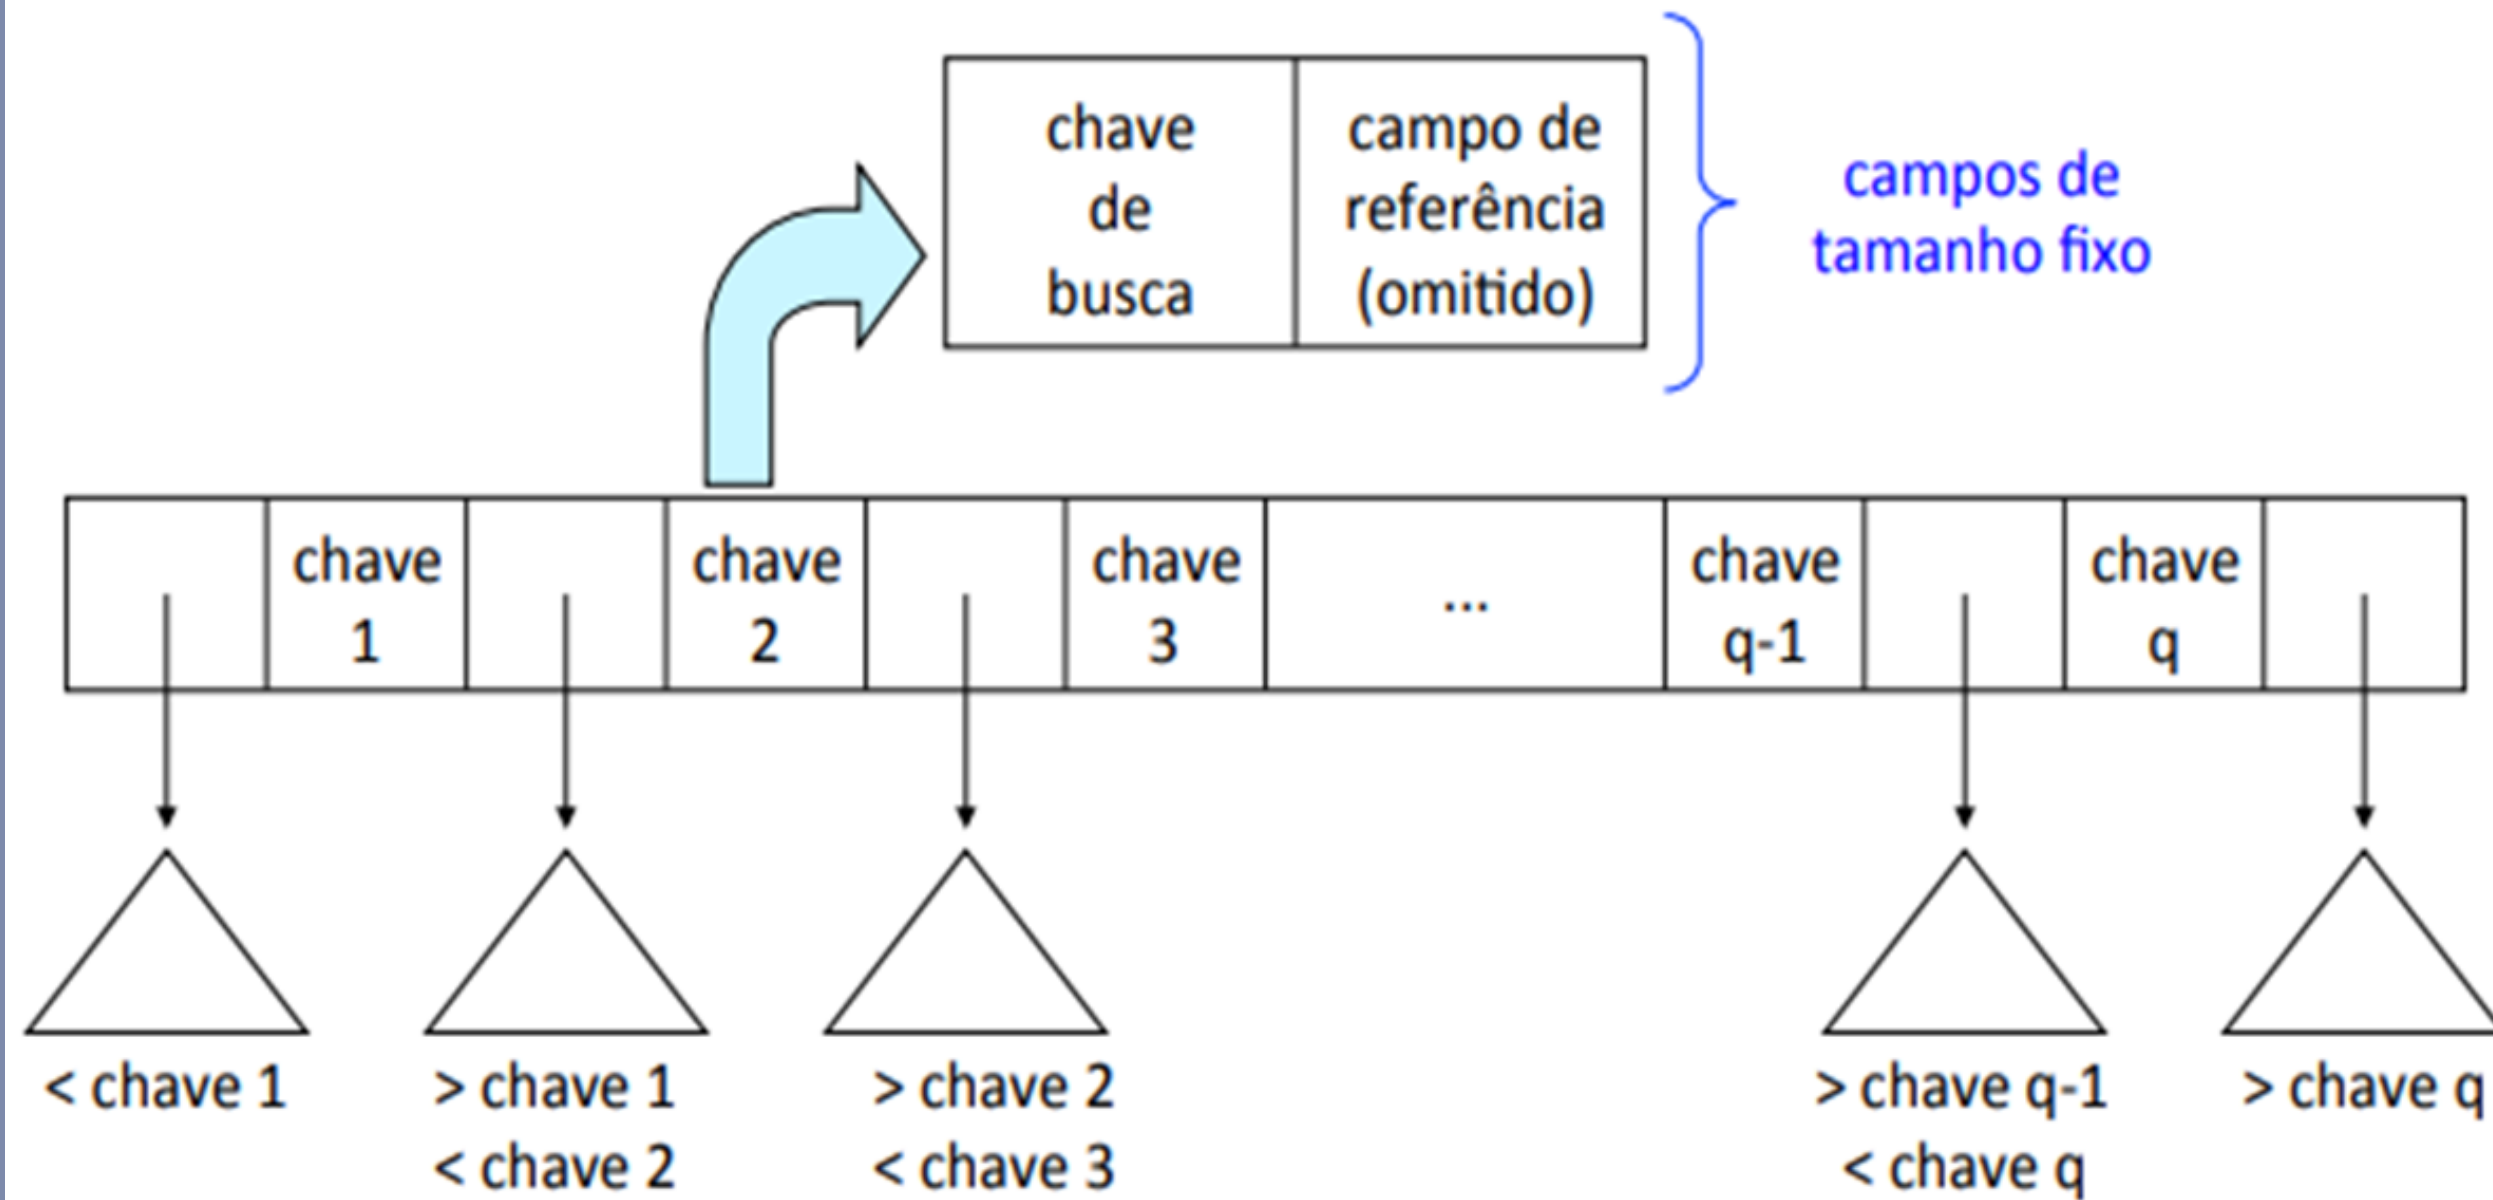 chave
de
busca
campo de
referência
(omitido)
campos de
tamanho fixo
chave
1
chave
2
chave
3
...
chave
q-1
chave
q
< chave 1
> chave 1
< chave 2
> chave 2
< chave 3
> chave q-1
< chave q
> chave q